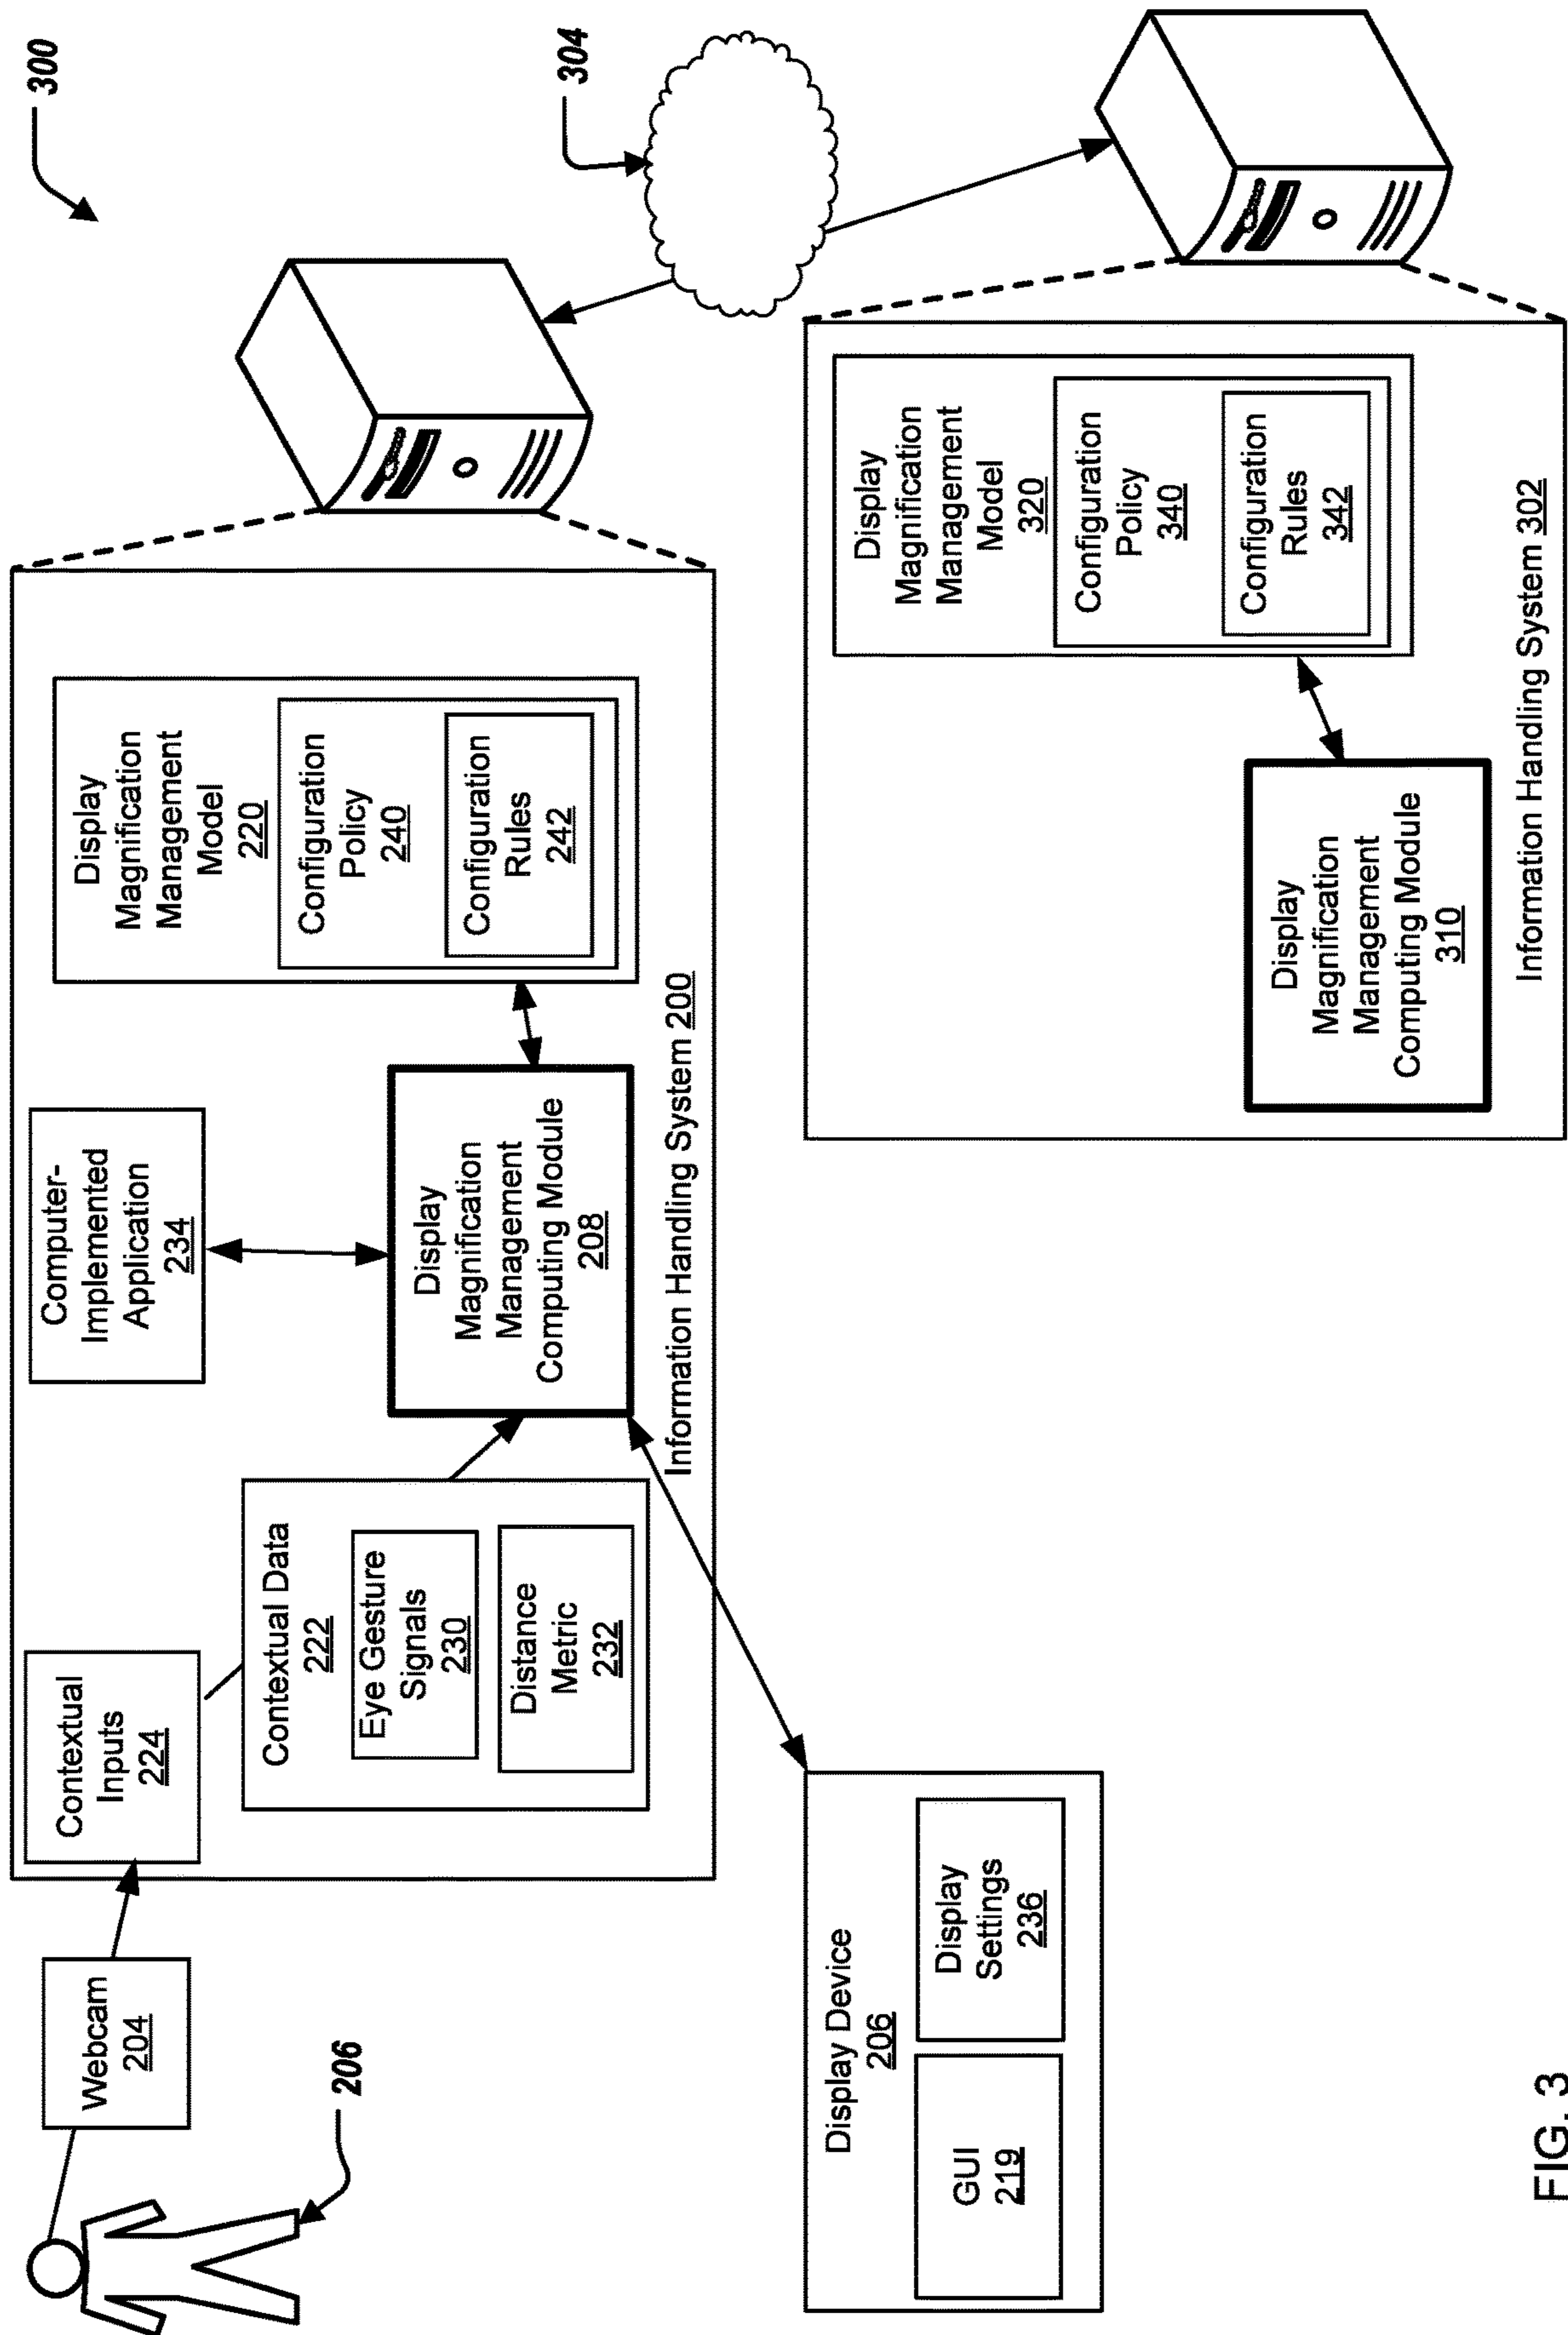 300
304
206
Webcam
204
Contextual
Inputs
224
Contextual Data
222
Eye Gesture
Signals
230
Distance
Metric
232
Computer-
Implemented
Application
234
Display
Magnification
Management
Computing Module
208
Display
Magnification
Management
Model
220
Configuration
Policy
240
Configuration
Rules
242
Information Handling System 200
Display Device
206
GUI
219
Display
Settings
236
Display
Magnification
Management
Computing Module
310
Display
Magnification
Management
Model
320
Configuration
Policy
340
Configuration
Rules
342
Information Handling System 302
FIG. 3